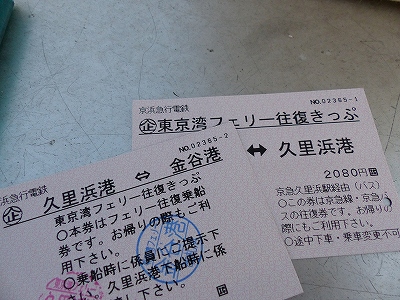 京浜急行電鉄
NO.02365-1
企東京湾フェリー往復きっぷ
↔ 久里浜港
2080円
京急久里浜駅経由(バス)
○この券は京急線・京急バ
スの往復券です。お帰りの
際にもご利用下さい。
○途中下車・乗車変更不可
京浜急行電鉄
NO.02365-2
企 久里浜港 ⇔ 金谷港
東京湾フェリー往復きっぷ
○本券はフェリー往復乗船
券です。お帰りの際もご利
用下さい。
○乗船時に係員にご提示下
さい。久里浜港下船時に係